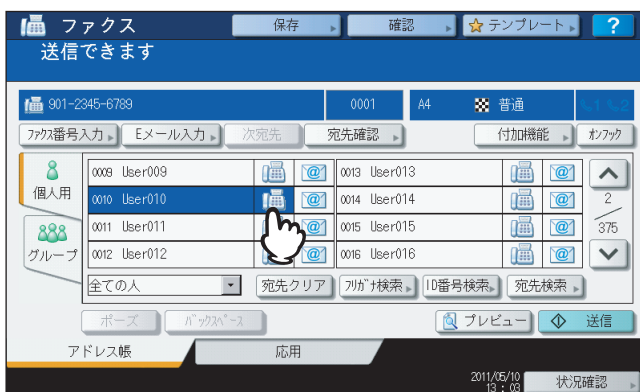 ファクス 保存 確認 テンプレート ?
送信できます
901-2345-6789 0001 A4 普通 1 2
ファクス番号入力 Eメール入力 次宛先 宛先確認 付加機能 オンフック
個人用
グループ
0009 User009 @ 0013 User013 @
0010 User010 0014 User014 @
0011 User011 @ 0015 User015 @
0012 User012 @ 0016 User016 @
2
375
全ての人 宛先クリア フリガナ検索 ID番号検索 宛先検索
ポーズ バックスペース プレビュー 送信
アドレス帳 応用
2011/05/10
13 : 03 状況確認